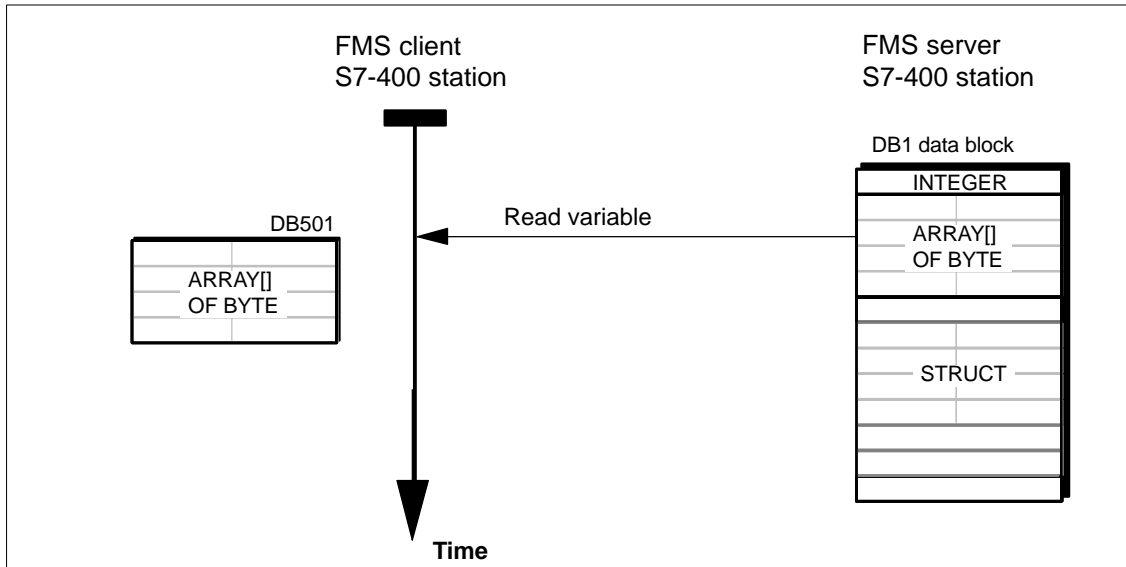 FMS client
S7-400 station
FMS server
S7-400 station
DB1 data block
INTEGER
DB501
Read variable
ARRAY[]
OF BYTE
ARRAY[]
OF BYTE
STRUCT
Time